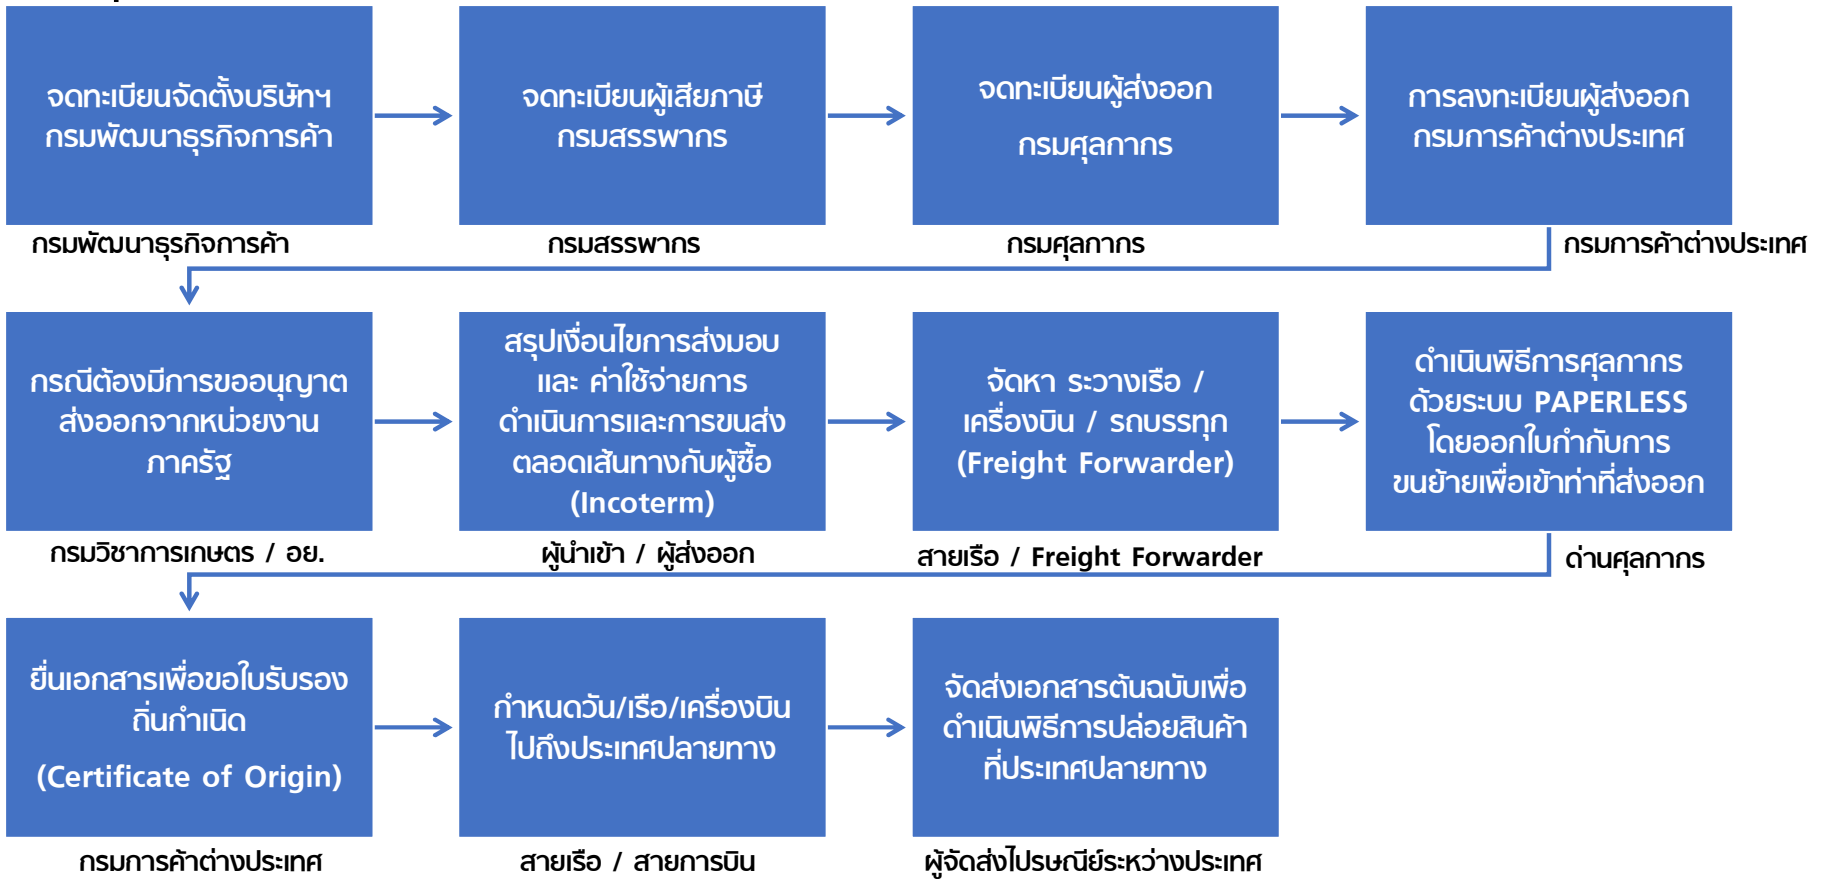 จดทะเบียนจัดตั้งบริษัทฯ
กรมพัฒนาธุรกิจการค้า
จดทะเบียนผู้เสียภาษี
กรมสรรพากร
จดทะเบียนผู้ส่งออก
กรมศุลกากร
การลงทะเบียนผู้ส่งออก
กรมการค้าต่างประเทศ
กรมพัฒนาธุรกิจการค้า
กรมสรรพากร
กรมศุลกากร
กรมการค้าต่างประเทศ
กรณีต้องมีการขออนุญาต
ส่งออกจากหน่วยงาน
ภาครัฐ
สรุปเงื่อนไขการส่งมอบ
และ ค่าใช้จ่ายการ
ดำเนินการและการขนส่ง
ตลอดเส้นทางกับผู้ซื้อ
(Incoterm)
จัดหา ระวางเรือ /
เครื่องบิน / รถบรรทุก
(Freight Forwarder)
ดำเนินพิธีการศุลกากร
ด้วยระบบ PAPERLESS
โดยออกใบกำกับการ
ขนย้ายเพื่อเข้าท่าที่ส่งออก
กรมวิชาการเกษตร / อย.
ผู้นำเข้า / ผู้ส่งออก
สายเรือ / Freight Forwarder
ด่านศุลกากร
ยื่นเอกสารเพื่อขอใบรับรอง
ถิ่นกำเนิด
(Certificate of Origin)
กำหนดวัน/เรือ/เครื่องบิน
ไปถึงประเทศปลายทาง
จัดส่งเอกสารต้นฉบับเพื่อ
ดำเนินพิธีการปล่อยสินค้า
ที่ประเทศปลายทาง
กรมการค้าต่างประเทศ
สายเรือ / สายการบิน
ผู้จัดส่งไปรษณีย์ระหว่างประเทศ